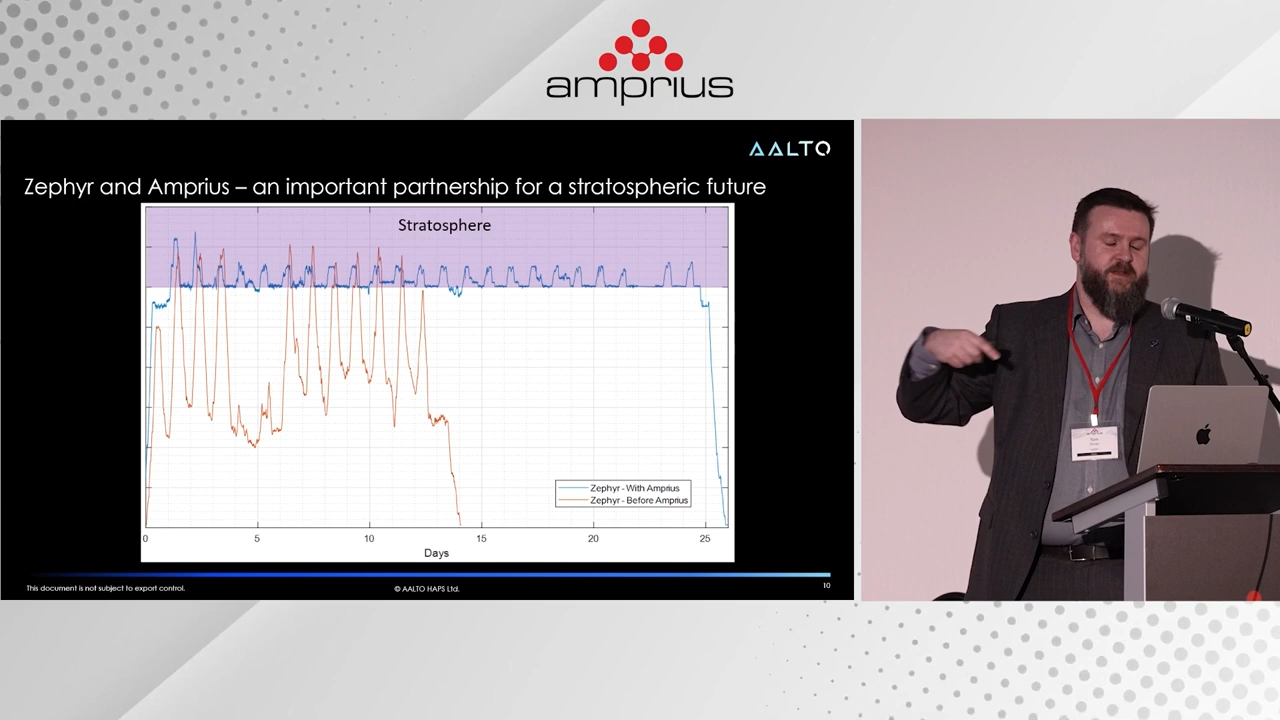 amprius
AALTO
Zephyr and Amprius – an important partnership for a stratospheric future
Stratosphere
Zephyr - With Amprius
Zephyr - Before Amprius
0 5 10 15 20 25
Days
This document is not subject to export control.
© AALTO HAPS Ltd.
10